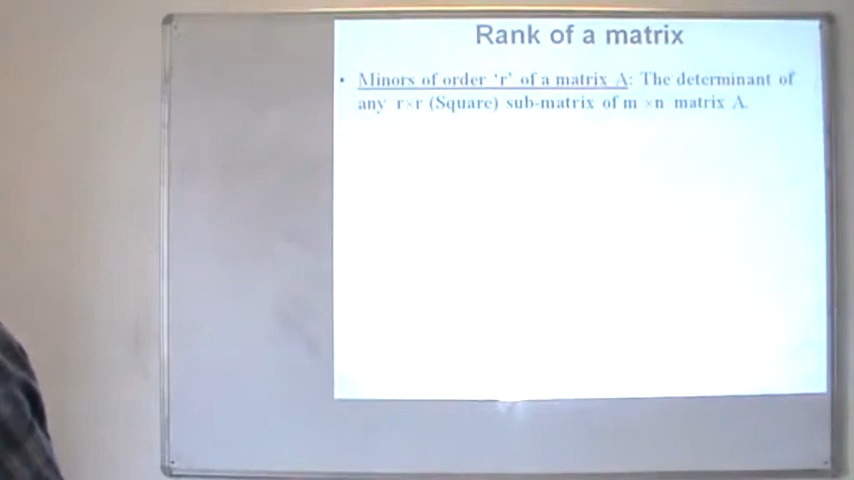 Rank of a matrix
• Minors of order ‘r’ of a matrix A: The determinant of
any r×r (Square) sub-matrix of m ×n matrix A.